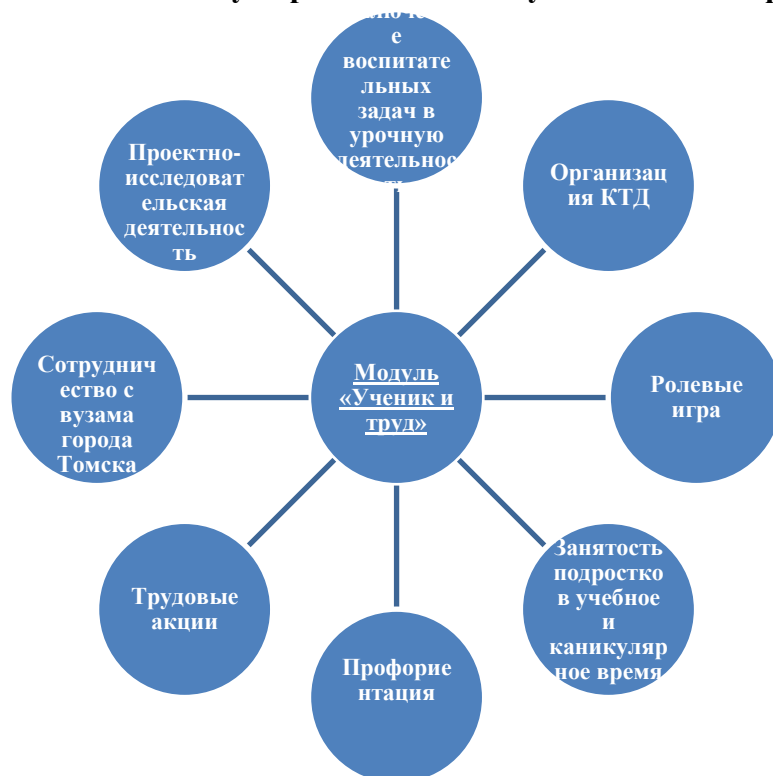 е
воспитате
льных
задач в
урочную
Организац
ия КТД
Ролевые
игра
Занятость
подростко
в учебное
и
каникуляр
ное время
Профорие
нтация
Трудовые
акции
Сотруднич
ество с
вузама
города
Томска
Проектно-
исследоват
ельская
деятельнос
ть
Модуль
«Ученик и
труд»